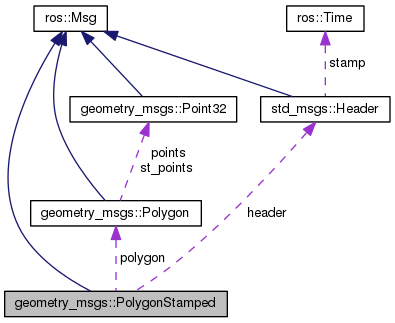 ros::Msg
ros::Time
stamp
geometry_msgs::Point32
std_msgs::Header
points
st_points
geometry_msgs::Polygon
header
polygon
geometry_msgs::PolygonStamped